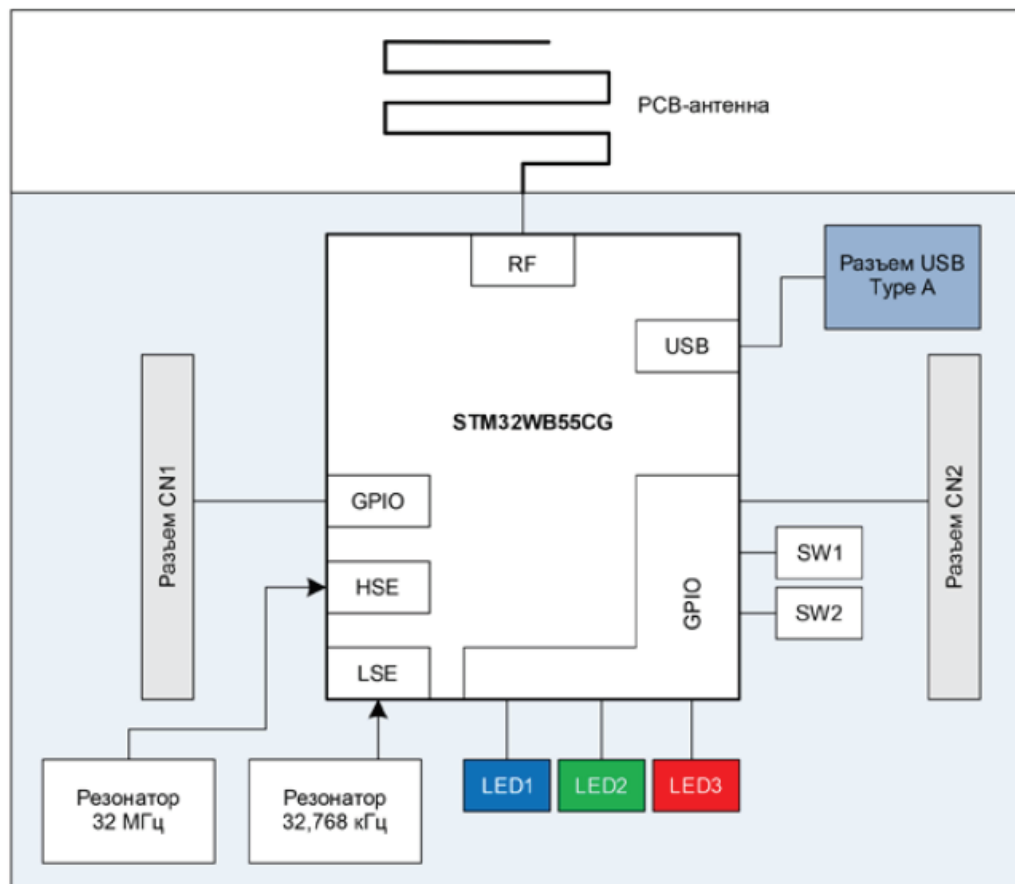 PCB-антенна
RF
Разъем USB
Type A
USB
STM32WB55CG
Разъем CN1
GPIO
Разъем CN2
SW1
HSE
GPIO
SW2
LSE
Резонатор
32 МГц
Резонатор
32,768 кГц
LED1
LED2
LED3